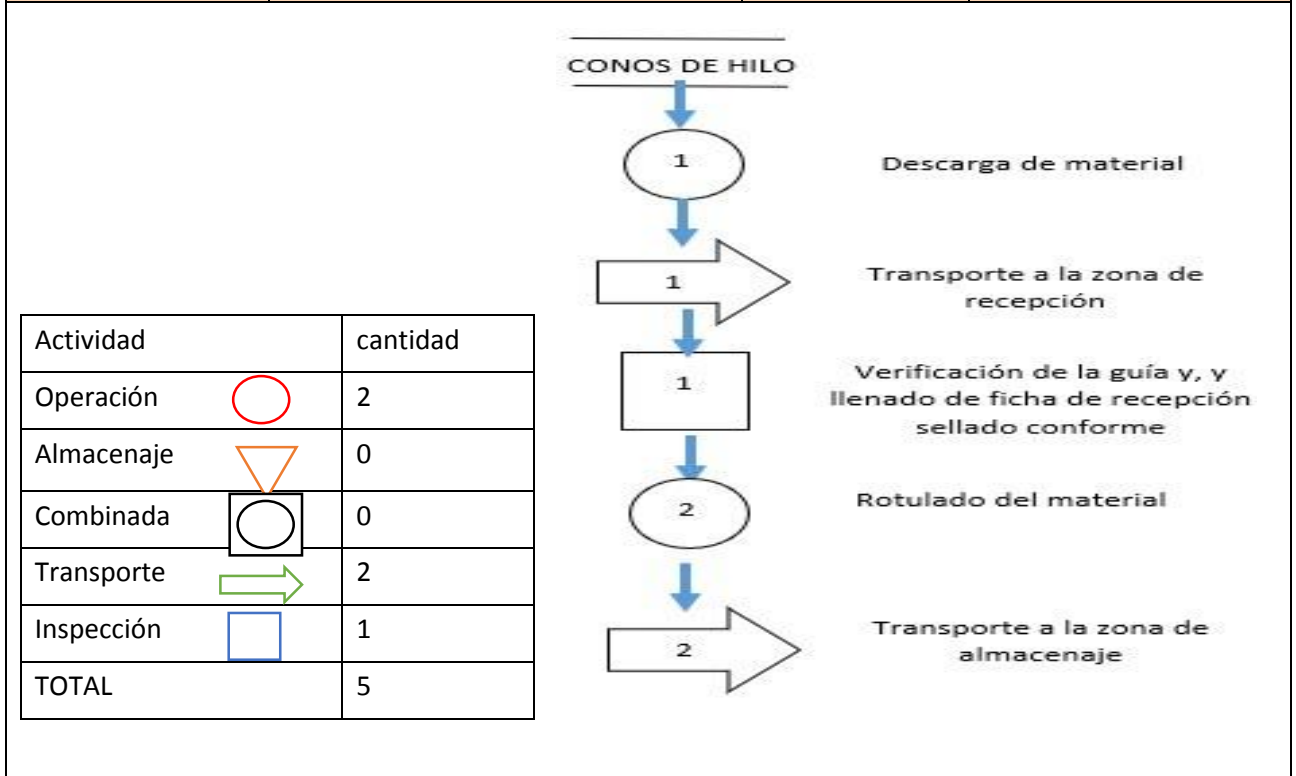 CONOS DE HILO
1
Descarga de material
1
Transporte a la zona de
recepción
1
Verificación de la guía y, y
llenado de ficha de recepción
sellado conforme
2
Rotulado del material
2
Transporte a la zona de
almacenaje
Actividad cantidad
Operación 2
Almacenaje 0
Combinada 0
Transporte 2
Inspección 1
TOTAL 5